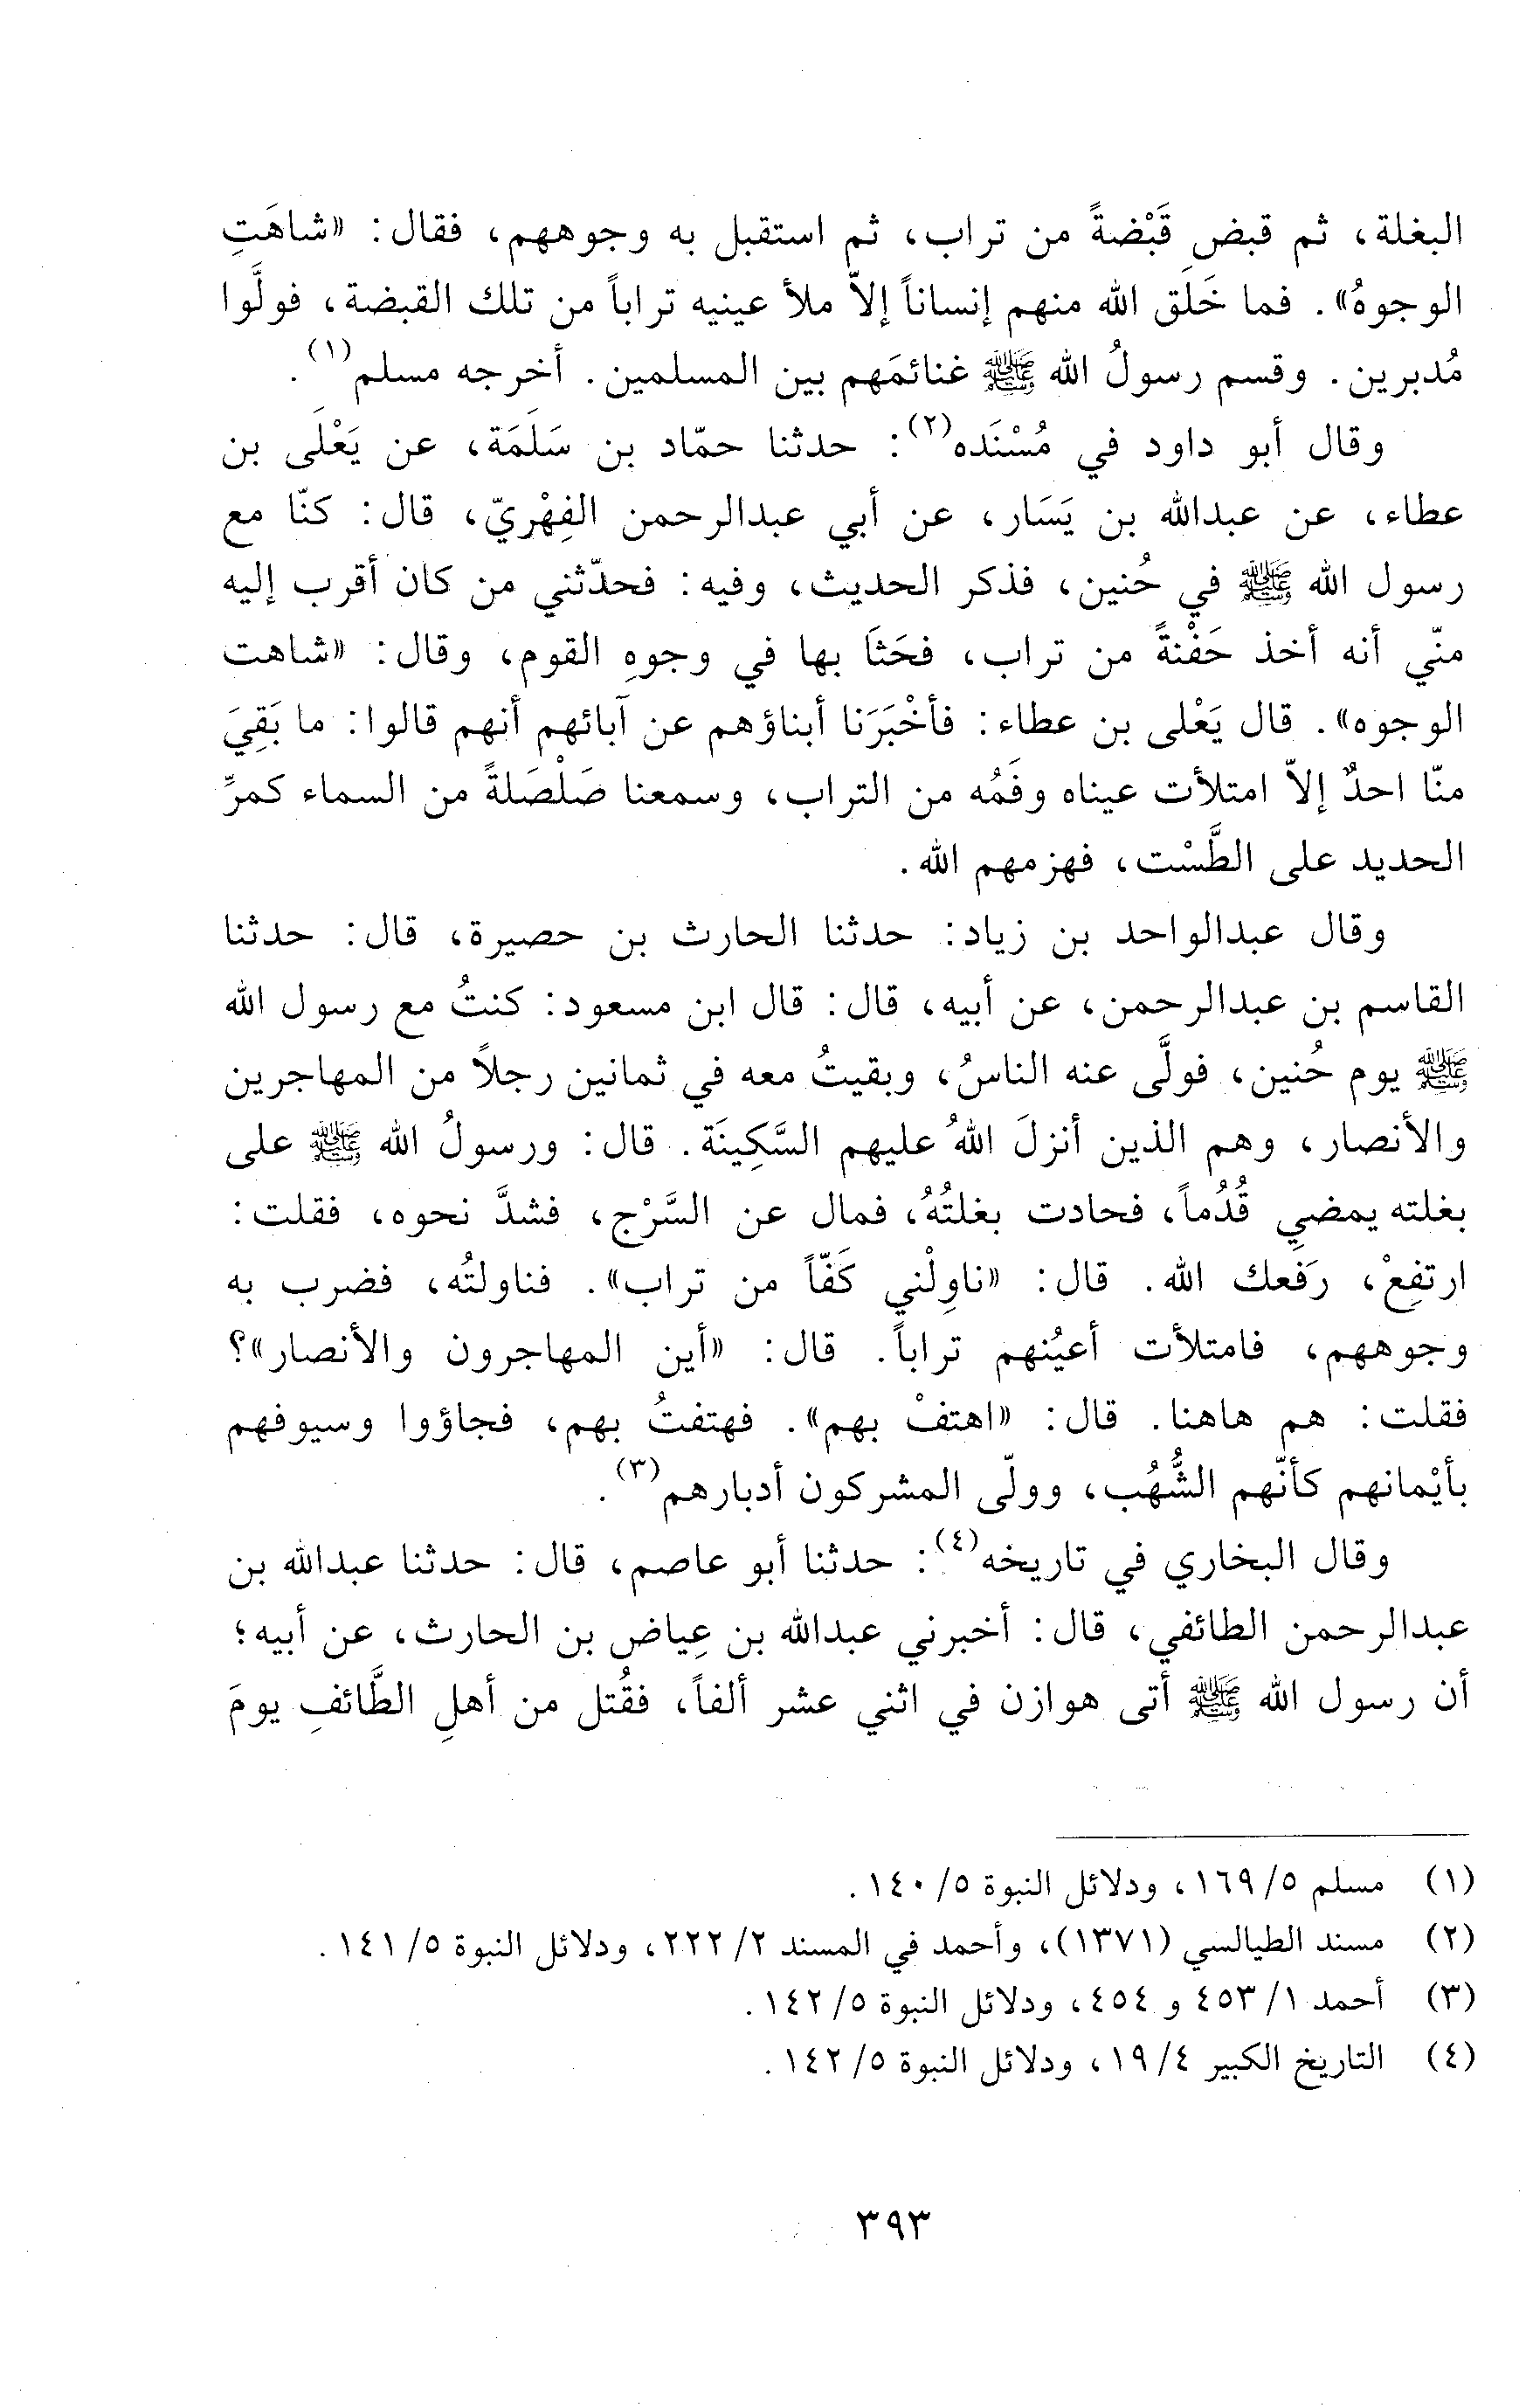 البغلة، ثم قبضِ قَبْضةً من تراب، ثم استقبل به وجوههم، فقال: «شاهَتِ
الوجوهُ». فما خَلَق الله منهم إنساناً إلاّ ملأ عينيه تراباً من تلك القبضة، فولَّوا
مُدبرين. وقسم رسولُ الله ﷺ غنائمَهم بين المسلمين. أخرجه مسلم(١).
وقال أبو داود في مُسْنَده(٢): حدثنا حمّاد بن سَلَمَة، عن يَعْلَى بن
عطاء، عن عبدالله بن يَسَار، عن أبي عبدالرحمن الفِهْريّ، قال: كنّا مع
رسول الله ﷺ في حُنين، فذكر الحديث، وفيه: فحدّثني من كان أقرب إليه
منّي أنه أخذ حَفْنةً من تراب، فحَثَا بها في وجوهِ القوم، وقال: «شاهت
الوجوه». قال يَعْلى بن عطاء: فأخْبَرَنا أبناؤهم عن آبائهم أنهم قالوا: ما بَقِيَ
منّا احدٌ إلاّ امتلأت عيناه وفَمُه من التراب، وسمعنا صَلْصَلةً من السماء كمرِّ
الحديد على الطَّسْت، فهزمهم الله.
وقال عبدالواحد بن زياد: حدثنا الحارث بن حصيرة، قال: حدثنا
القاسم بن عبدالرحمن، عن أبيه، قال: قال ابن مسعود: كنتُ مع رسول الله
ﷺ يوم حُنين، فولَّى عنه الناسُ، وبقيتُ معه في ثمانين رجلاً من المهاجرين
والأنصار، وهم الذين أنزلَ اللهُ عليهم السَّكِينَة. قال: ورسولُ الله ﷺ على
بغلته يمضي قُدُماً، فحادت بغلتُهُ، فمال عن السَّرْج، فشدَّ نحوه، فقلت:
ارتفِعْ، رَفعك الله. قال: «ناوِلْني كَفّاً من تراب». فناولتُه، فضرب به
وجوههم، فامتلأت أعيُنهم تراباً. قال: «أين المهاجرون والأنصار»؟
فقلت: هم هاهنا. قال: «اهتفْ بهم». فهتفتُ بهم، فجاؤوا وسيوفهم
بأيْمانهم كأنّهم الشُّهُب، وولّى المشركون أدبارهم(٣).
وقال البخاري في تاريخه(٤): حدثنا أبو عاصم، قال: حدثنا عبدالله بن
عبدالرحمن الطائفي، قال: أخبرني عبدالله بن عِياض بن الحارث، عن أبيه؛
أن رسول الله ﷺ أتى هوازن في اثني عشر ألفاً، فقُتل من أهلِ الطَّائفِ يومَ
(١) مسلم ٥/ ١٦٩، ودلائل النبوة ٥/ ١٤٠.
(٢) مسند الطيالسي (١٣٧١)، وأحمد في المسند ٢/ ٢٢٢، ودلائل النبوة ٥/ ١٤١.
(٣) أحمد ١/ ٤٥٣ و ٤٥٤، ودلائل النبوة ٥/ ١٤٢.
(٤) التاريخ الكبير ٤/ ١٩، ودلائل النبوة ٥/ ١٤٢.
٣٩٣